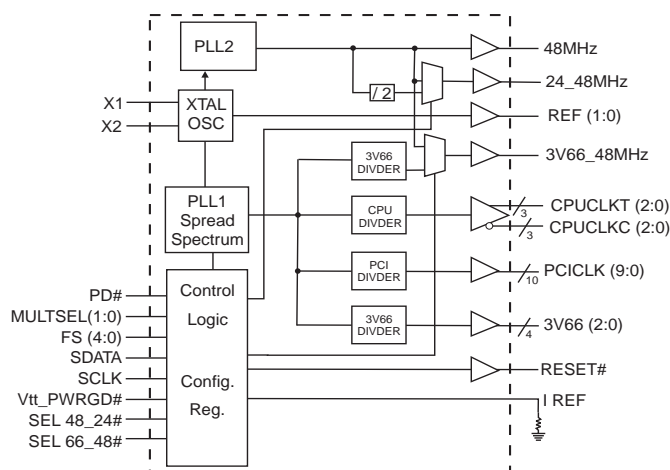 PLL2
48MHz
/ 2
24_48MHz
X1
X2
XTAL
OSC
REF (1:0)
3V66
DIVDER
3V66_48MHz
PLL1
Spread
Spectrum
CPU
DIVDER
3
CPUCLKT (2:0)
3
CPUCLKC (2:0)
PCI
DIVDER
10
PCICLK (9:0)
3V66
DIVDER
4
3V66 (2:0)
Control
Logic
Config.
Reg.
PD#
MULTSEL(1:0)
FS (4:0)
SDATA
SCLK
Vtt_PWRGD#
SEL 48_24#
SEL 66_48#
RESET#
I REF